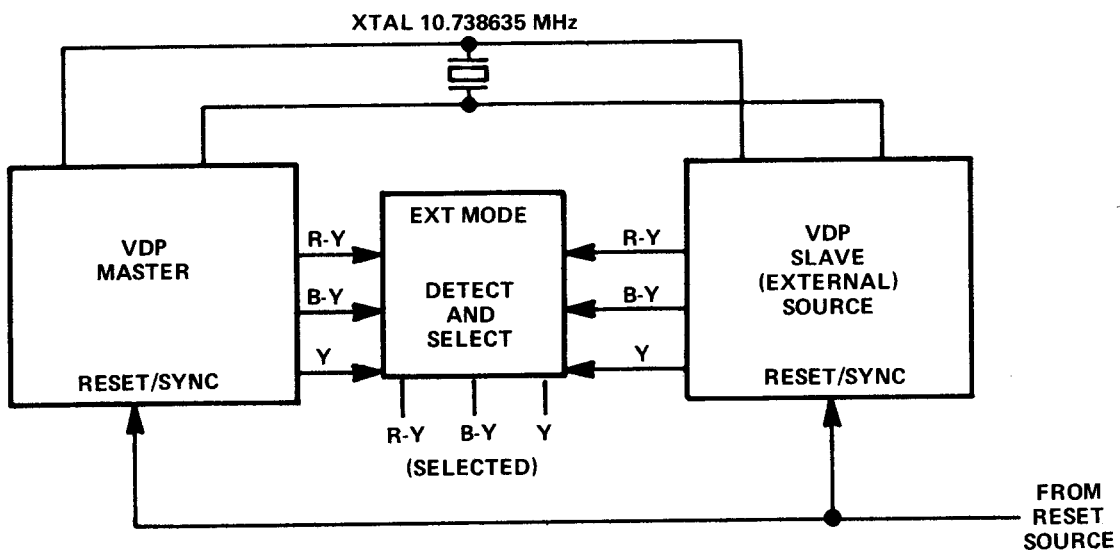 XTAL 10.738635 MHz
VDP
MASTER
RESET/SYNC
R-Y
B-Y
Y
EXT MODE
DETECT
AND
SELECT
R-Y
B-Y
Y
(SELECTED)
R-Y
B-Y
Y
VDP
SLAVE
(EXTERNAL)
SOURCE
RESET/SYNC
FROM
RESET
SOURCE